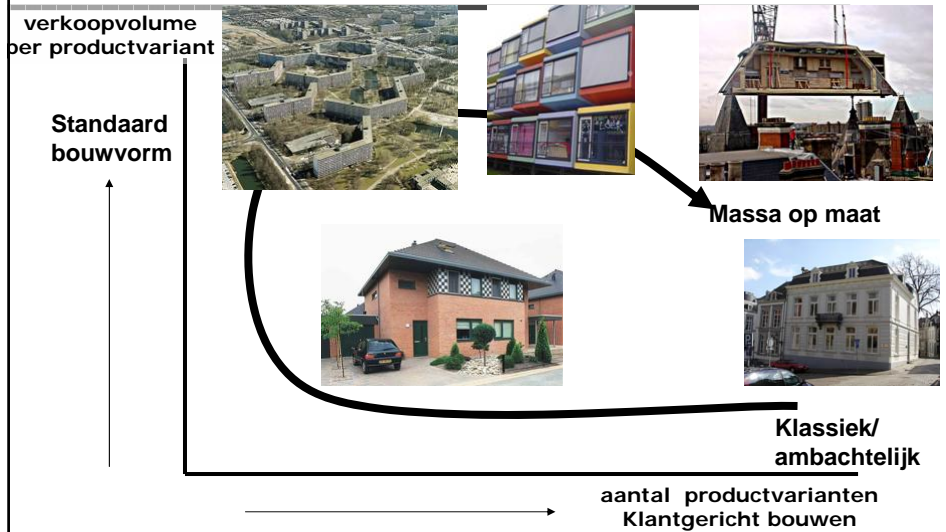 verkoopvolume
per productvariant
Standaard
bouwvorm
Massa op maat
Klassiek/
ambachtelijk
aantal productvarianten
Klantgericht bouwen